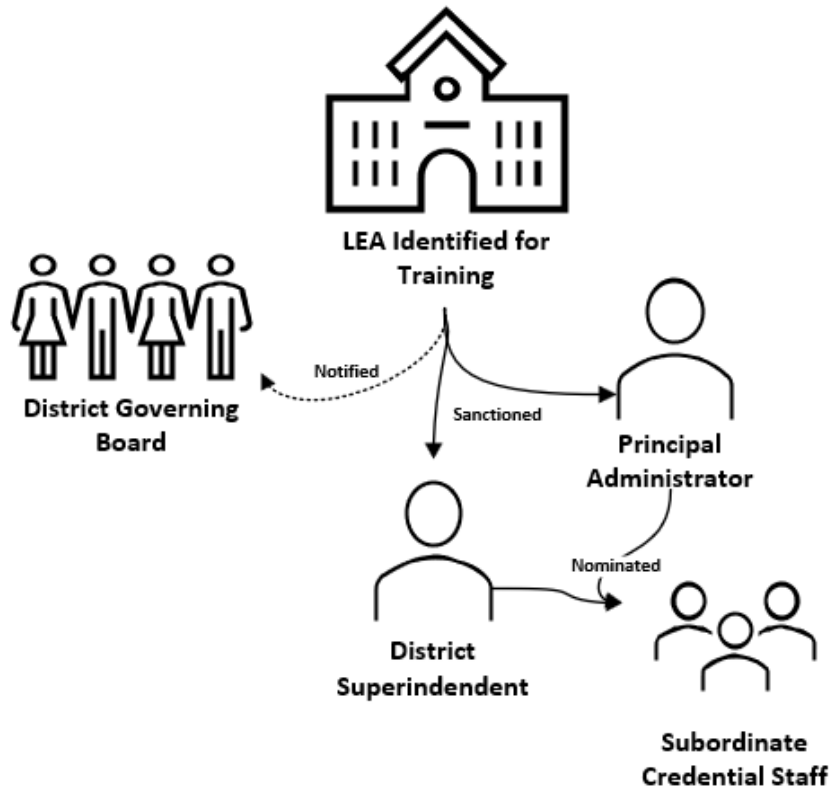 LEA Identified for
Training
Notified
District Governing
Board
Sanctioned
Principal
Administrator
Nominated
District
Superindendent
Subordinate
Credential Staff